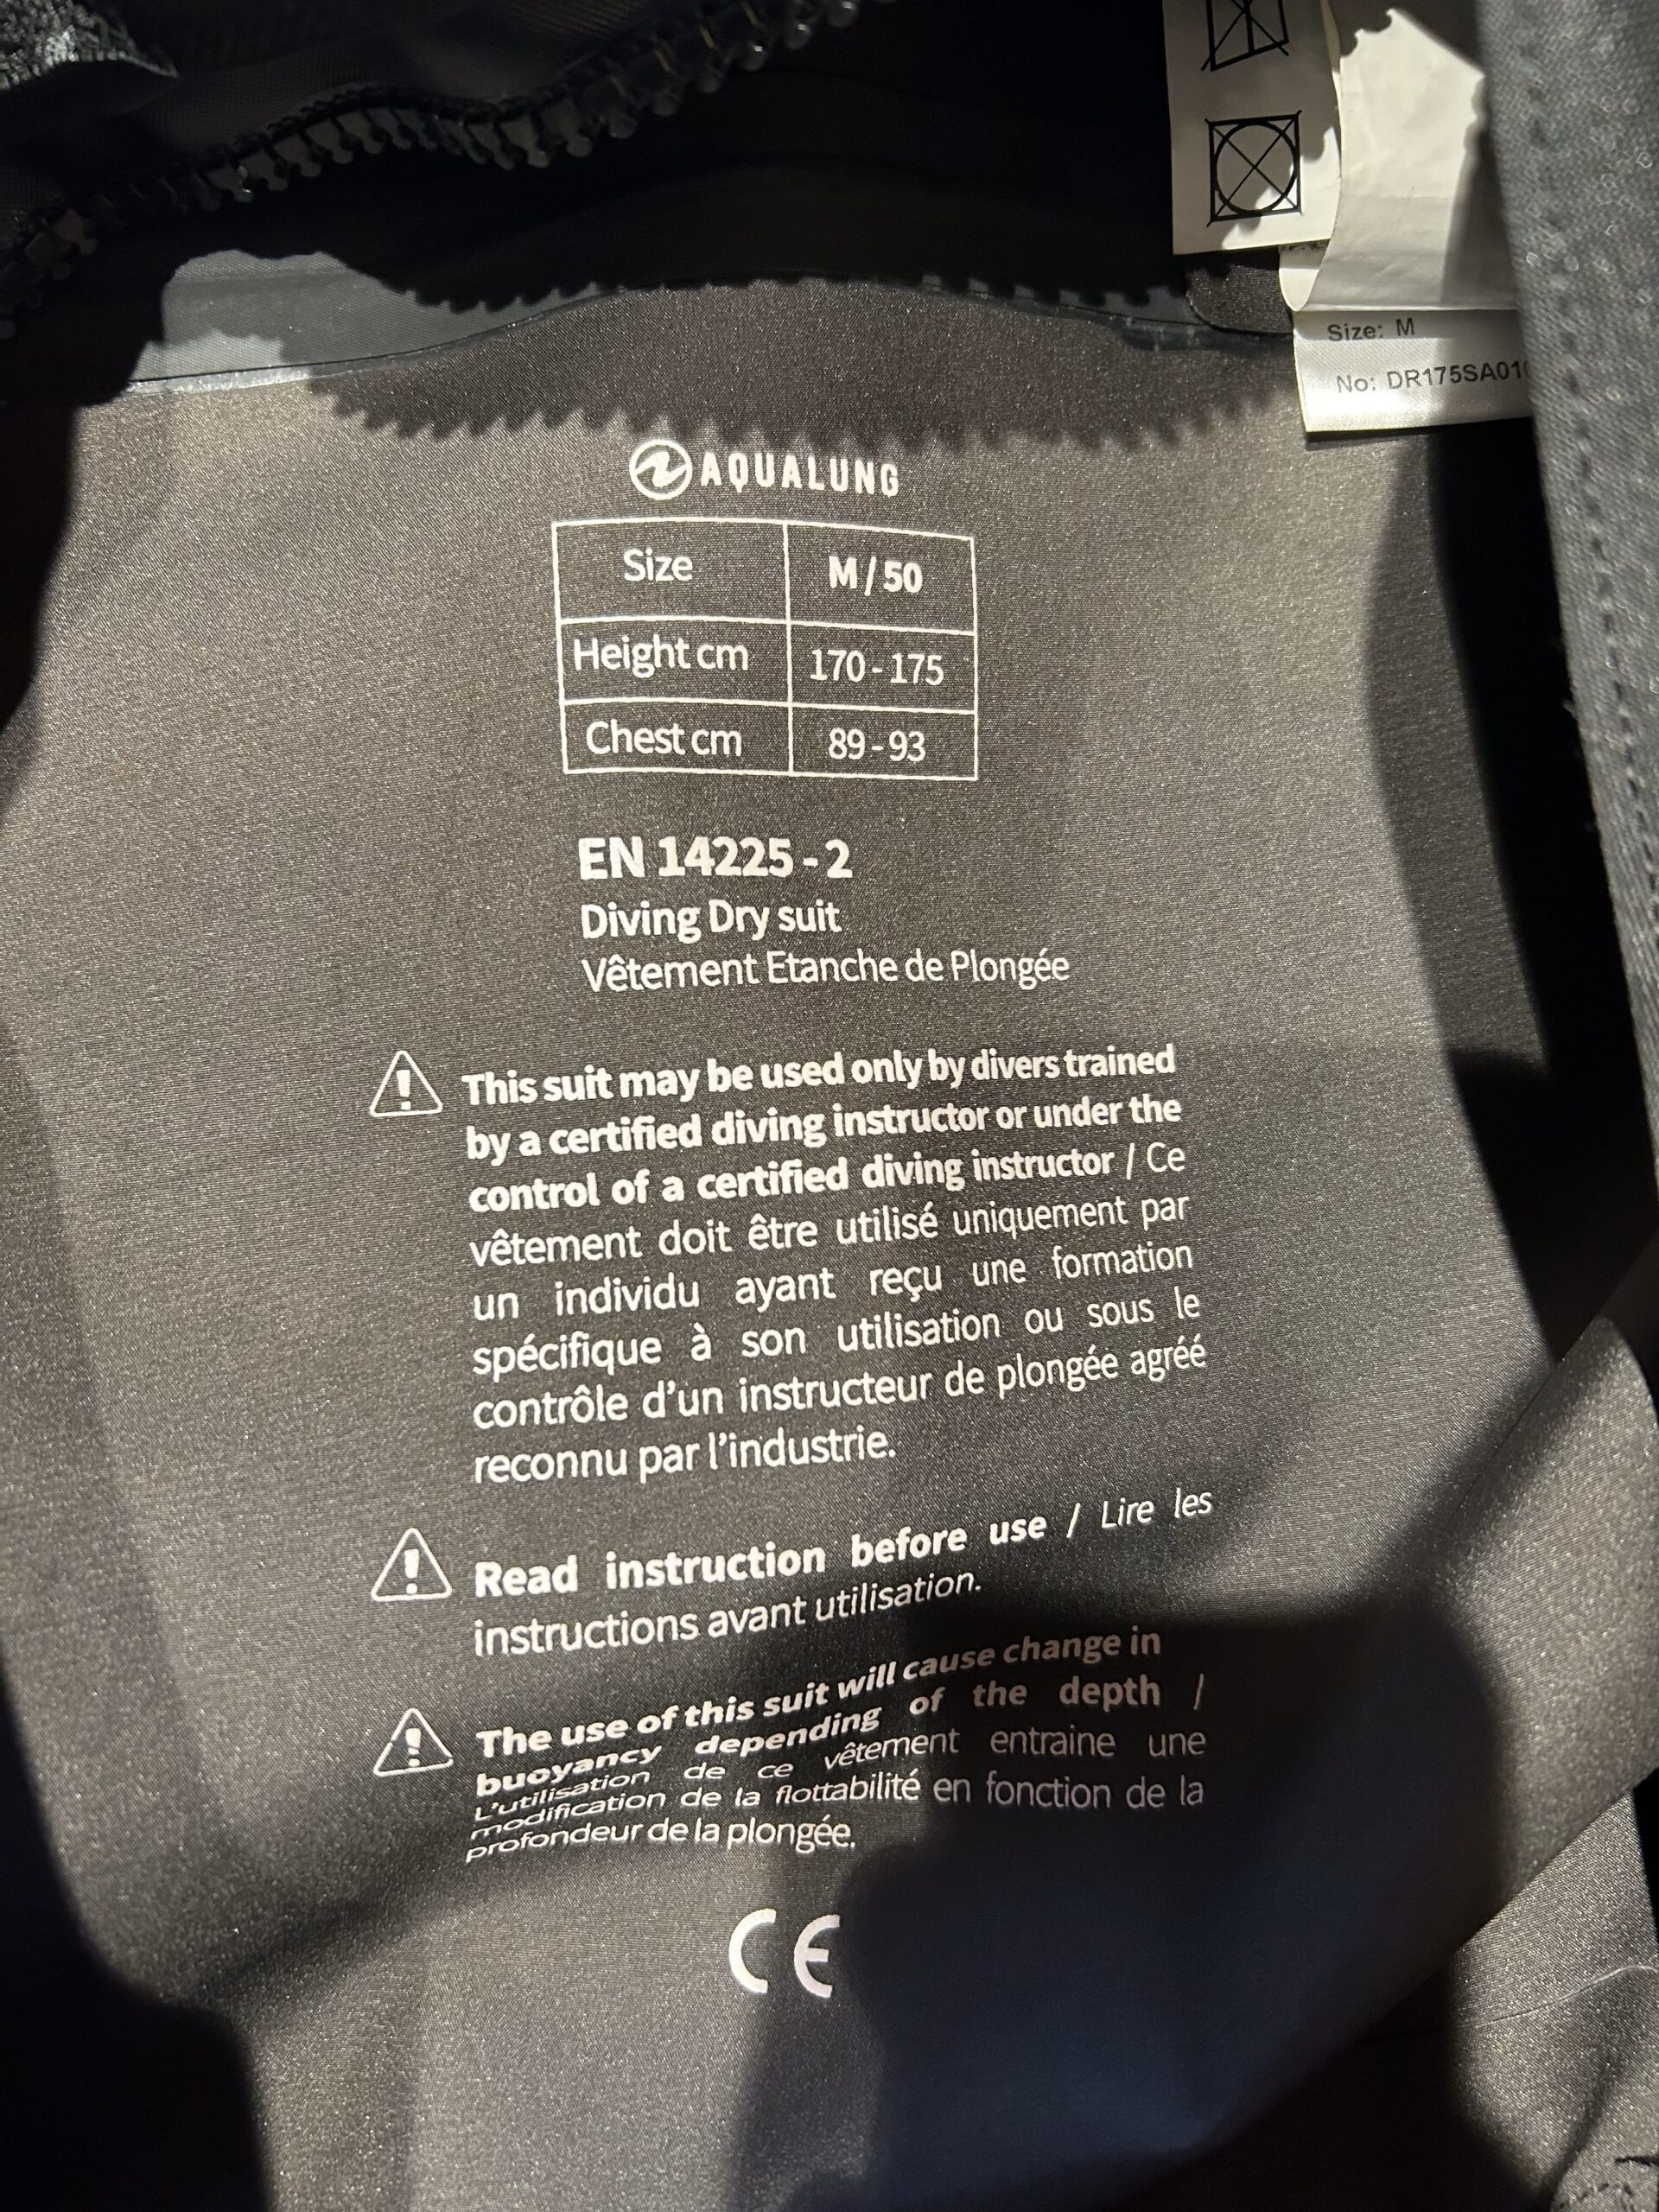 Size: M
No: DR175SA01
AQUALUNG
Size M/50
Height cm 170-175
Chest cm 89-93
EN 14225-2
Diving Dry suit
Vêtement Etanche de Plongée
This suit may be used only by divers trained
by a certified diving instructor or under the
control of a certified diving instructor / Ce
vêtement doit être utilisé uniquement par
un individu ayant reçu une formation
spécifique à son utilisation ou sous le
contrôle d'un instructeur de plongée agréé
reconnu par l'industrie.
Read instruction before use / Lire les
instructions avant utilisation.
The use of this suit will cause change in
buoyancy depending of the depth /
L'utilisation de ce vêtement entraine une
modification de la flottabilité en fonction de la
profondeur de la plongée.
CE